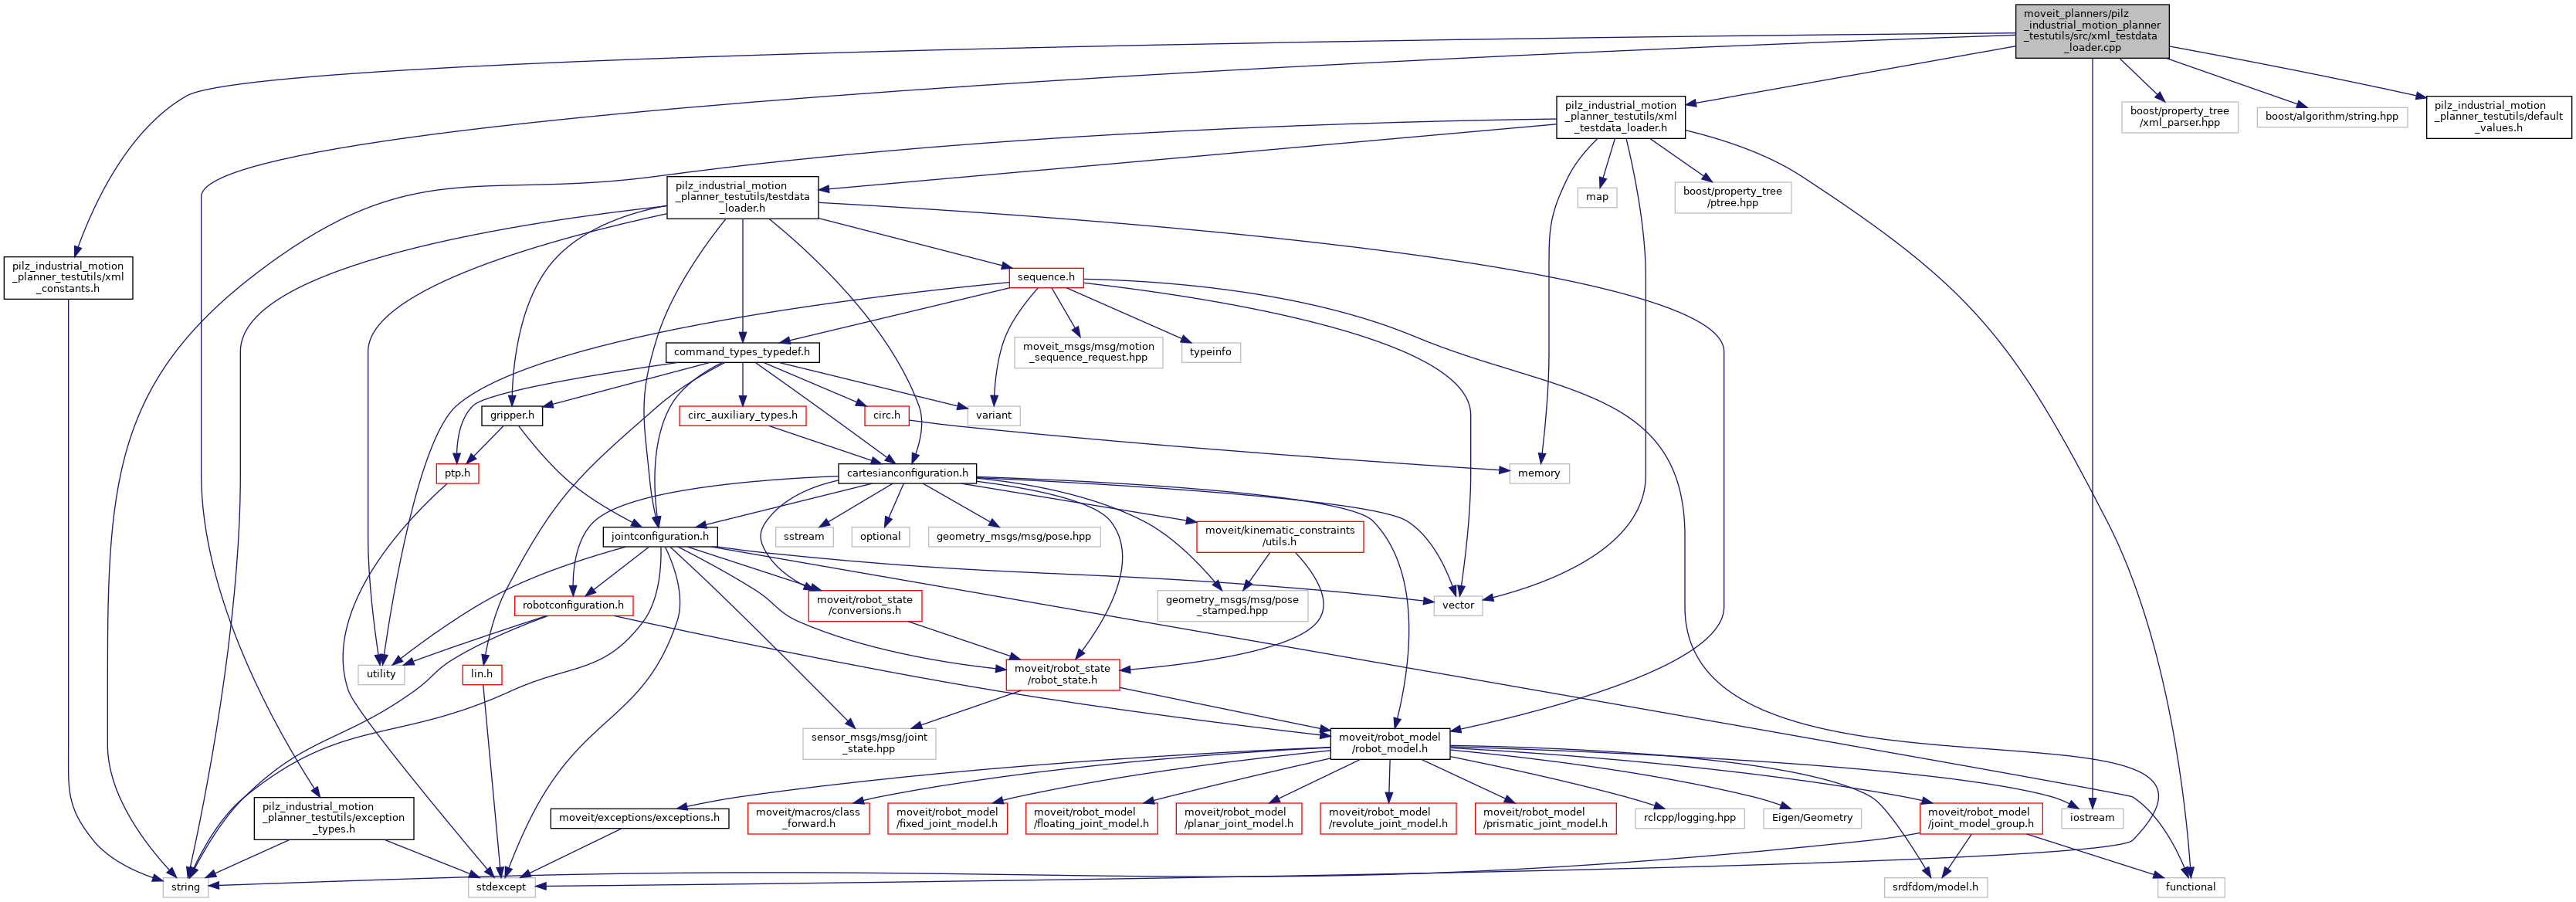 moveit_planners/pilz
_industrial_motion_planner
_testutils/src/xml_testdata
_loader.cpp
pilz_industrial_motion
_planner_testutils/xml
_testdata_loader.h
boost/property_tree
/xml_parser.hpp
boost/algorithm/string.hpp
pilz_industrial_motion
_planner_testutils/default
_values.h
pilz_industrial_motion
_planner_testutils/testdata
_loader.h
map
boost/property_tree
/ptree.hpp
pilz_industrial_motion
_planner_testutils/xml
_constants.h
sequence.h
command_types_typedef.h
moveit_msgs/msg/motion
_sequence_request.hpp
typeinfo
gripper.h
circ_auxiliary_types.h
circ.h
variant
ptp.h
cartesianconfiguration.h
memory
jointconfiguration.h
sstream
optional
geometry_msgs/msg/pose.hpp
moveit/kinematic_constraints
/utils.h
robotconfiguration.h
moveit/robot_state
/conversions.h
geometry_msgs/msg/pose
_stamped.hpp
vector
utility
lin.h
moveit/robot_state
/robot_state.h
sensor_msgs/msg/joint
_state.hpp
moveit/robot_model
/robot_model.h
pilz_industrial_motion
_planner_testutils/exception
_types.h
moveit/exceptions/exceptions.h
moveit/macros/class
_forward.h
moveit/robot_model
/fixed_joint_model.h
moveit/robot_model
/floating_joint_model.h
moveit/robot_model
/planar_joint_model.h
moveit/robot_model
/revolute_joint_model.h
moveit/robot_model
/prismatic_joint_model.h
rclcpp/logging.hpp
Eigen/Geometry
moveit/robot_model
/joint_model_group.h
iostream
string
stdexcept
srdfdom/model.h
functional